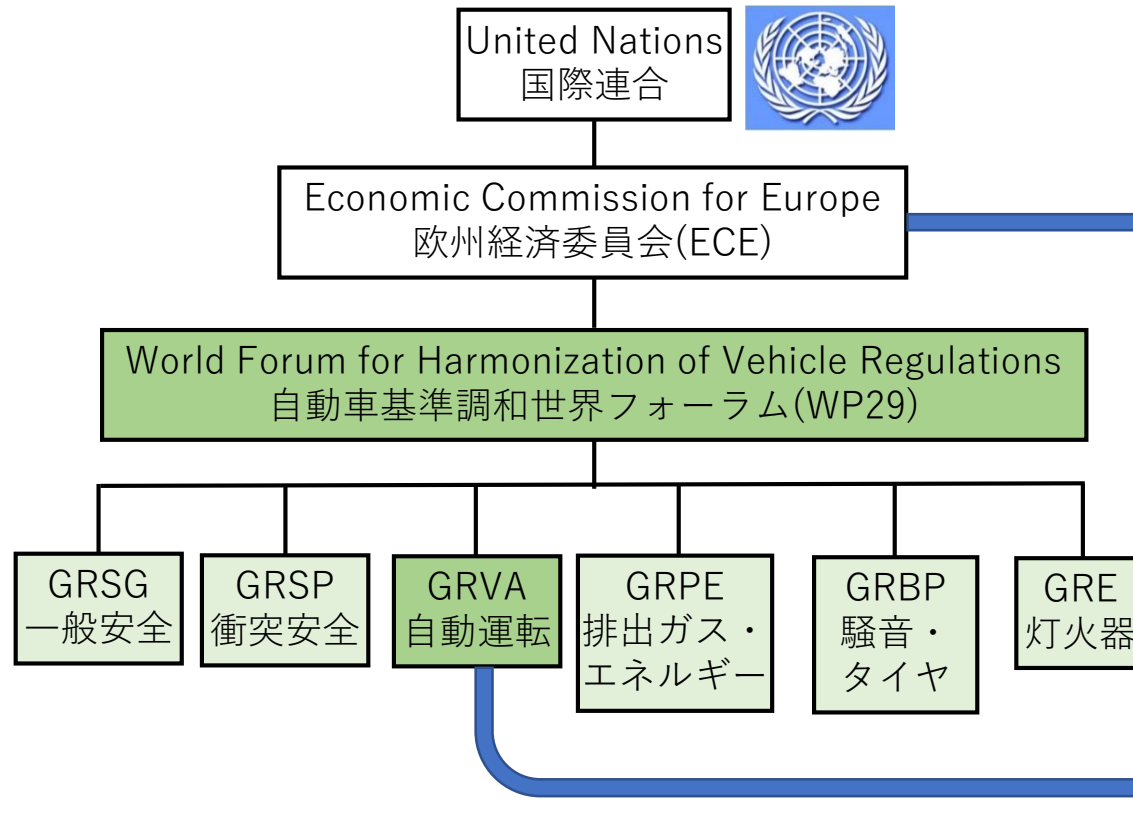 United Nations
国際連合
Economic Commission for Europe
欧州経済委員会(ECE)
World Forum for Harmonization of Vehicle Regulations
自動車基準調和世界フォーラム(WP29)
GRSG
一般安全
GRSP
衝突安全
GRVA
自動運転
GRPE
排出ガス・
エネルギー
GRBP
騒音・
タイヤ
GRE
灯火器